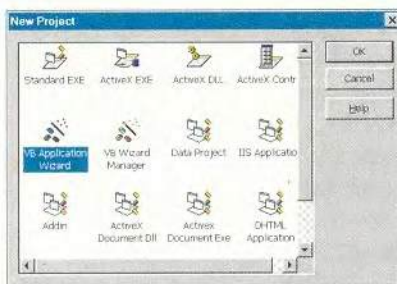 New Project
Standard EXE
ActiveX EXE
ActiveX DLL
ActiveX Contr
OK
Cancel
Help
VB Application
Wizard
VB Wizard
Manager
Data Project
IIS Applicatio
Addin
ActiveX
Document Dll
Activex
Document Exe
DHTML
Application